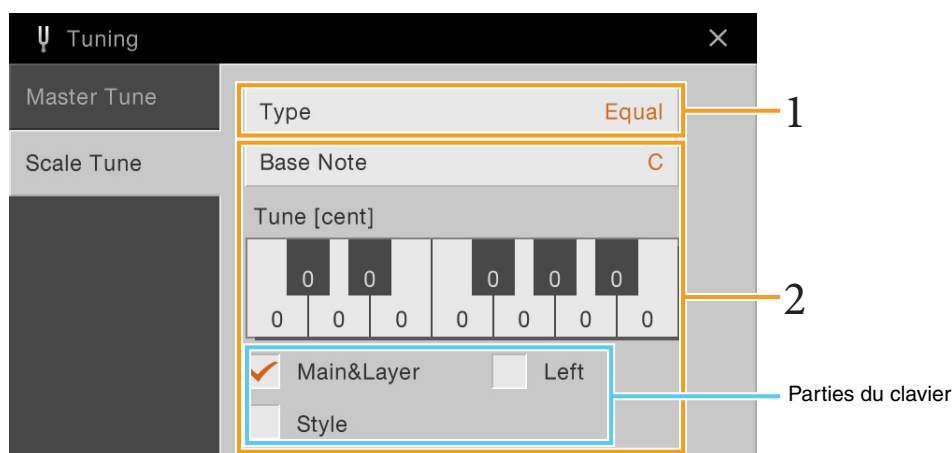 Tuning
Master Tune
Scale Tune
Type Equal
1
Base Note C
Tune [cent]
0 0 0 0 0
0 0 0 0 0 0 0
2
Main&Layer Left
Style
Parties du clavier